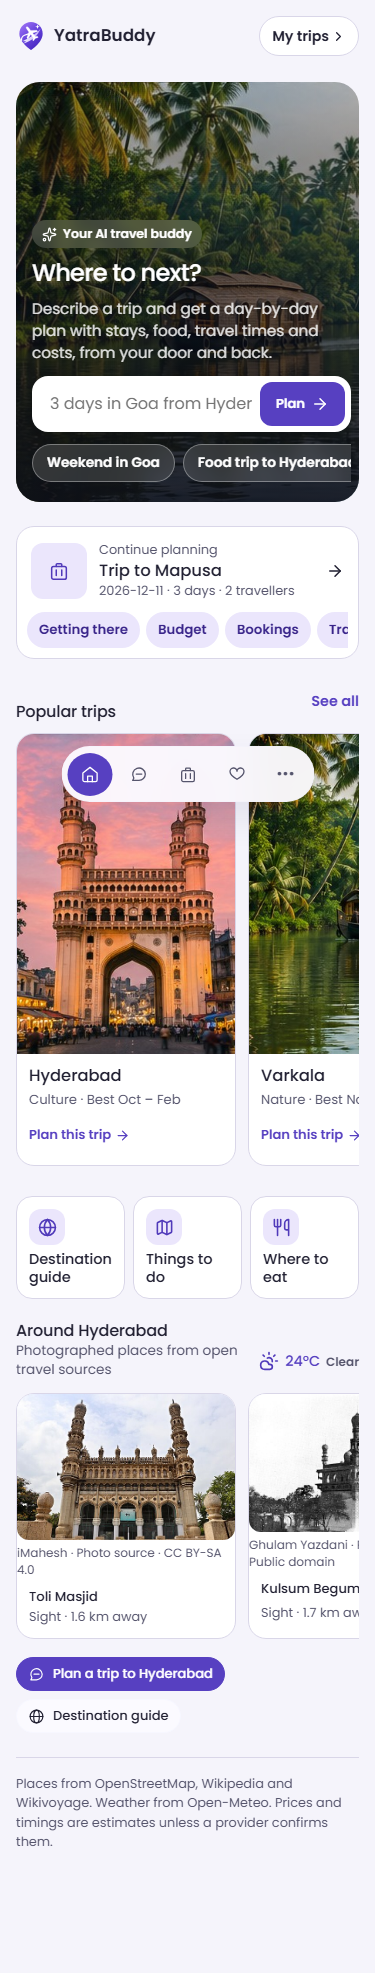 YatraBuddy
My trips
Your AI travel buddy
Where to next?
Describe a trip and get a day-by-day
plan with stays, food, travel times and
costs, from your door and back.
3 days in Goa from Hyder
Plan
Weekend in Goa
Food trip to Hyderabad
Continue planning
Trip to Mapusa
2026-12-11 · 3 days · 2 travellers
Getting there
Budget
Bookings
See all
Popular trips
Hyderabad
Culture · Best Oct – Feb
Plan this trip
Varkala
Nature · Best
Plan this trip
Destination
guide
Things to
do
Where to
eat
Around Hyderabad
Photographed places from open
travel sources
24°C Clear
iMahesh · Photo source · CC BY-SA
4.0
Toli Masjid
Sight · 1.6 km away
Ghulam Yazdani ·
Public domain
Kulsum Begum
Sight · 1.7 km
Plan a trip to Hyderabad
Destination guide
Places from OpenStreetMap, Wikipedia and
Wikivoyage. Weather from Open-Meteo. Prices and
timings are estimates unless a provider confirms
them.